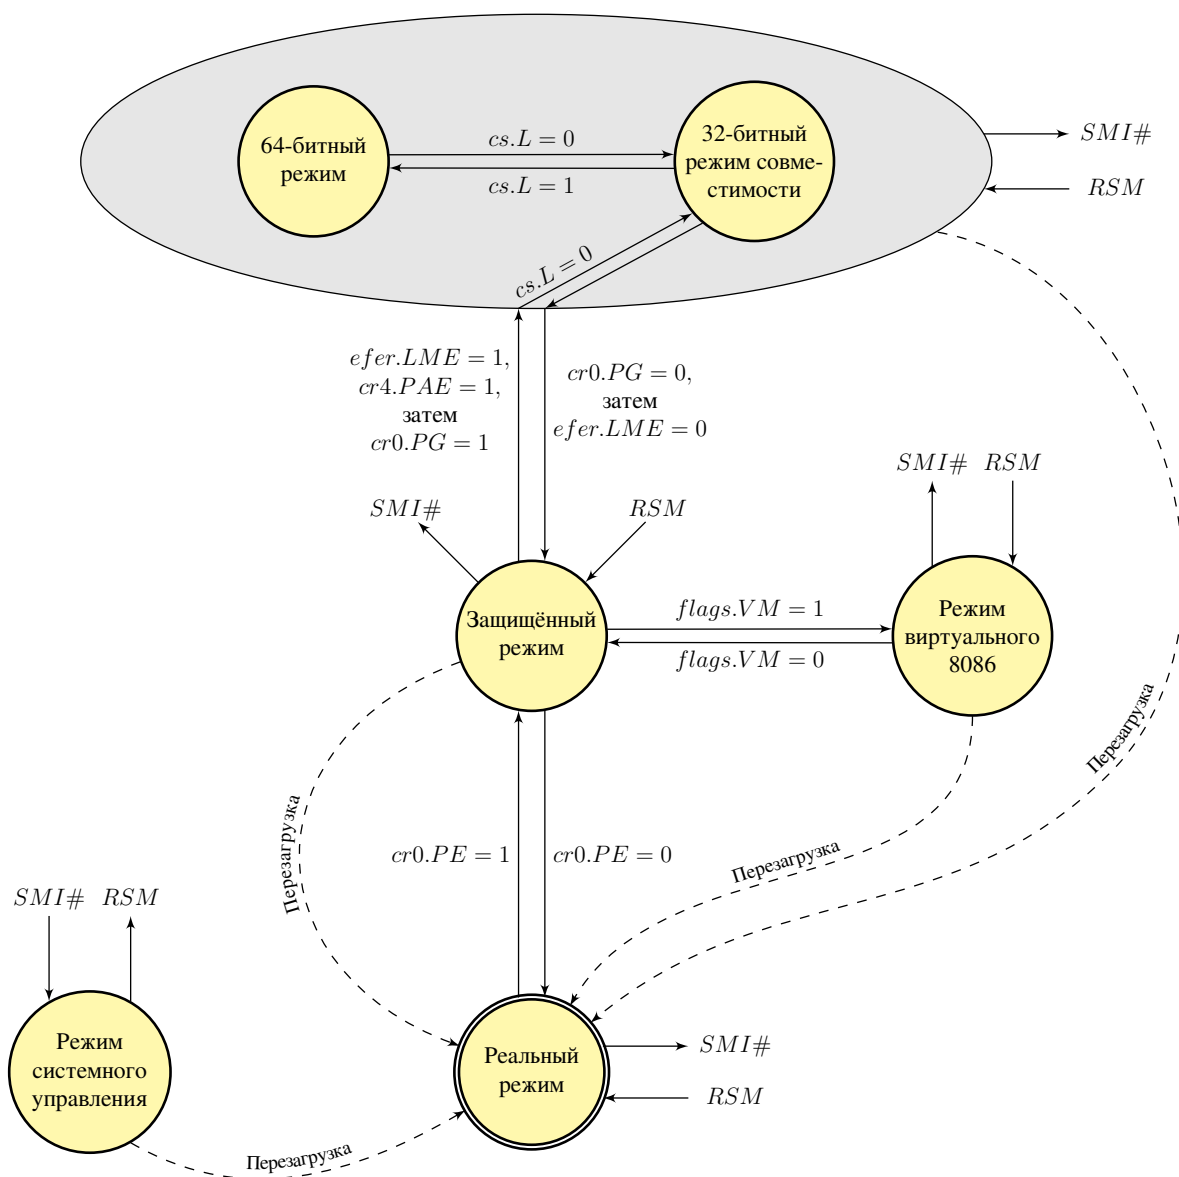 64-битный
режим
cs.L = 0
cs.L = 1
32-битный
режим совме-
стимости
SMI#
RSM
cs.L = 0
efer.LME = 1,
cr4.PAE = 1,
затем
cr0.PG = 1
cr0.PG = 0,
затем
efer.LME = 0
SMI#
RSM
SMI# RSM
Защищённый
режим
flags.VM = 1
flags.VM = 0
Режим
виртуального
8086
Перезагрузка
Перезагрузка
Перезагрузка
cr0.PE = 1
cr0.PE = 0
SMI# RSM
Режим
системного
управления
Реальный
режим
SMI#
RSM
Перезагрузка